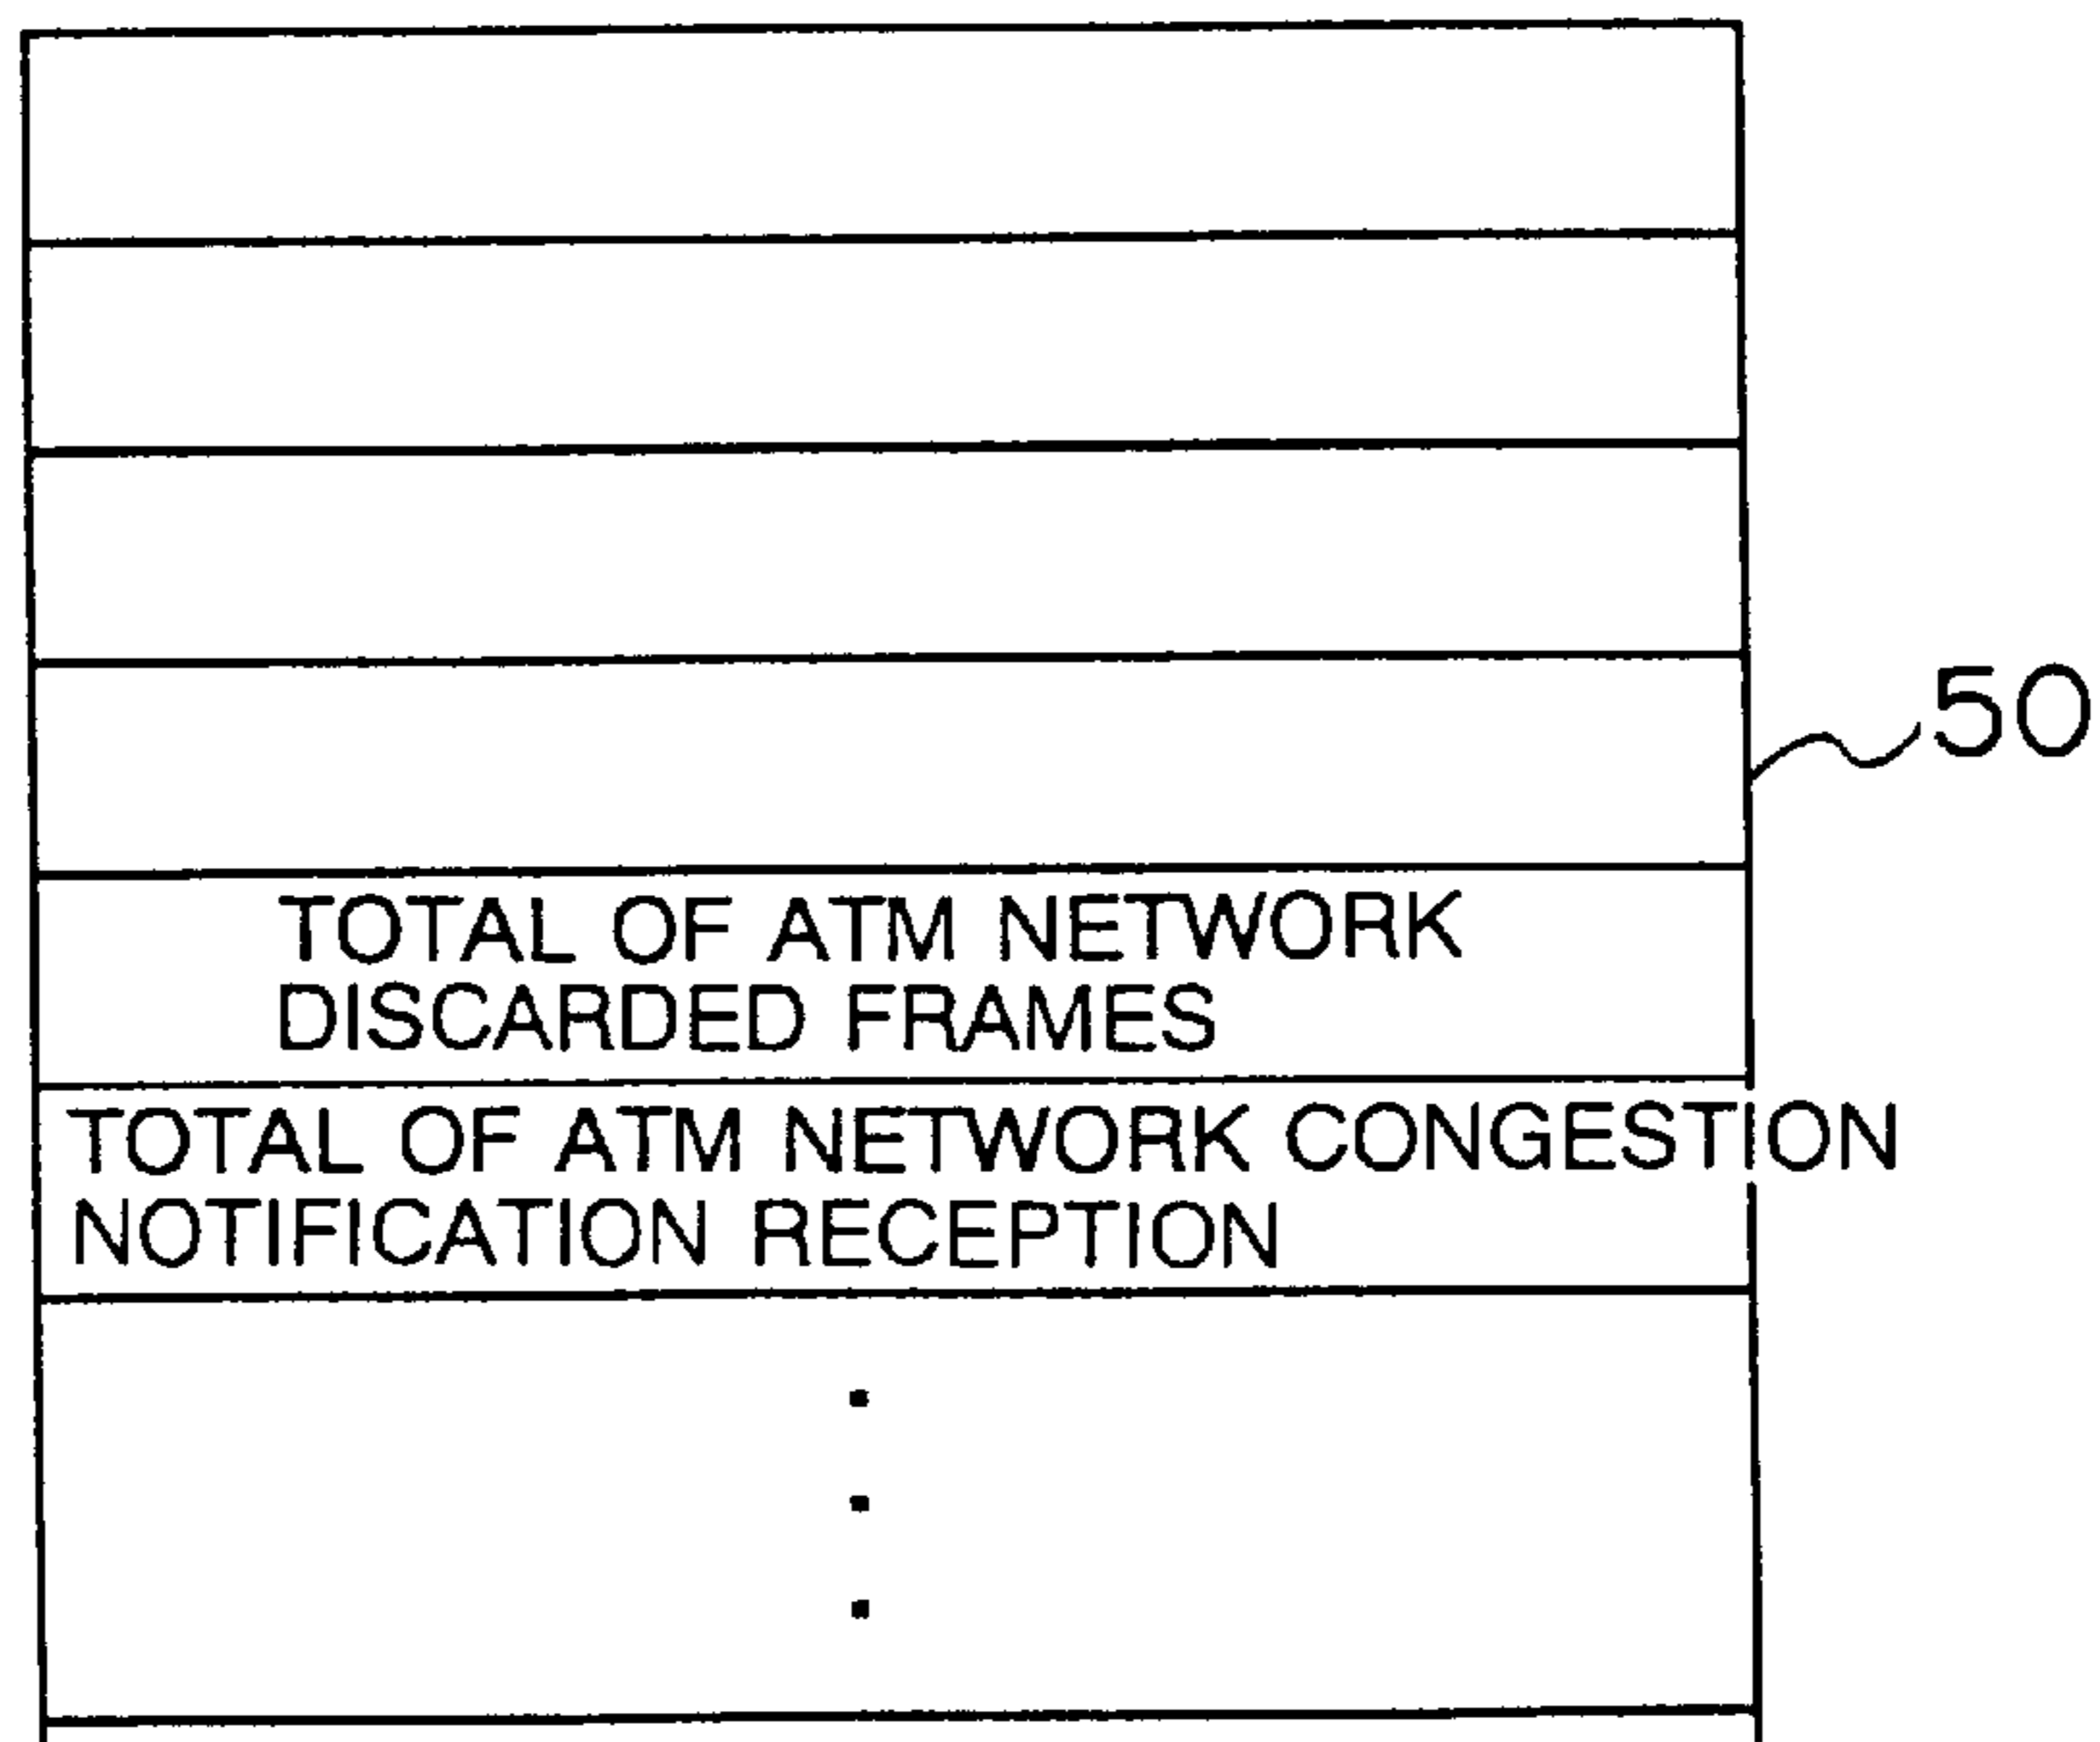 50
TOTAL OF ATM NETWORK
DISCARDED FRAMES
TOTAL OF ATM NETWORK CONGESTION
NOTIFICATION RECEPTION